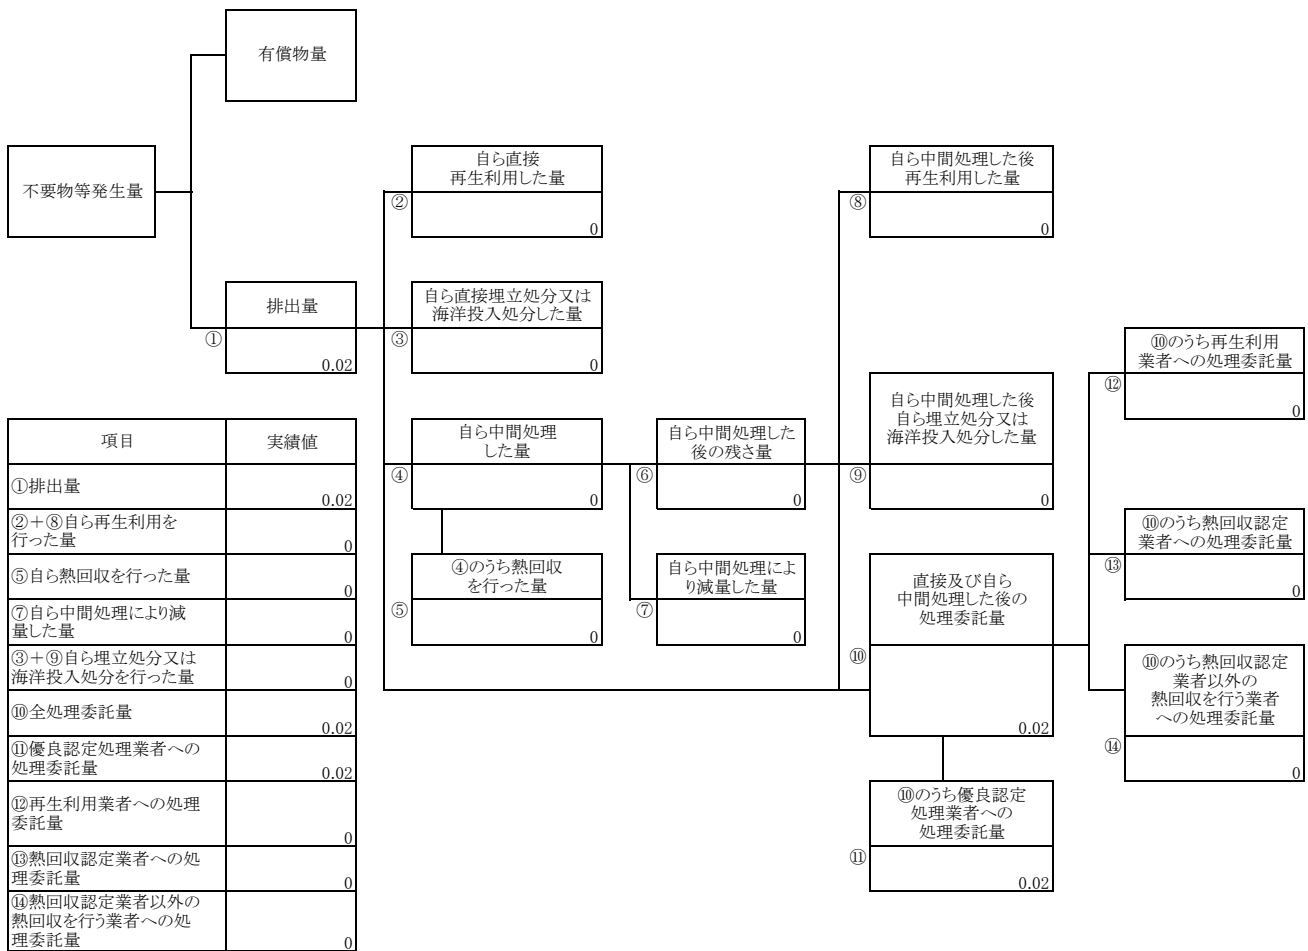 有償物量
不要物等発生量
自ら直接
再生利用した量
②
0
自ら中間処理した後
再生利用した量
⑧
0
排出量
①
0.02
自ら直接埋立処分又は
海洋投入処分した量
③
0
⑩のうち再生利用
業者への処理委託量
⑫
0
自ら中間処理
した量
④
0
自ら中間処理した
後の残さ量
⑥
0
自ら中間処理した後
自ら埋立処分又は
海洋投入処分した量
⑨
0
⑩のうち熱回収認定
業者への処理委託量
⑬
0
④のうち熱回収
を行った量
⑤
0
自ら中間処理によ
り減量した量
⑦
0
直接及び自ら
中間処理した後の
処理委託量
⑩
0.02
⑩のうち熱回収認定
業者以外の
熱回収を行う業者
への処理委託量
⑭
0
⑩のうち優良認定
処理業者への
処理委託量
⑪
0.02
項目 実績値
①排出量
0.02
②+⑧自ら再生利用を
行った量
0
⑤自ら熱回収を行った量
0
⑦自ら中間処理により減
量した量
0
③+⑨自ら埋立処分又は
海洋投入処分を行った量
0
⑩全処理委託量
0.02
⑪優良認定処理業者への
処理委託量
0.02
⑫再生利用業者への処理
委託量
0
⑬熱回収認定業者への処
理委託量
0
⑭熱回収認定業者以外の
熱回収を行う業者への処
理委託量
0